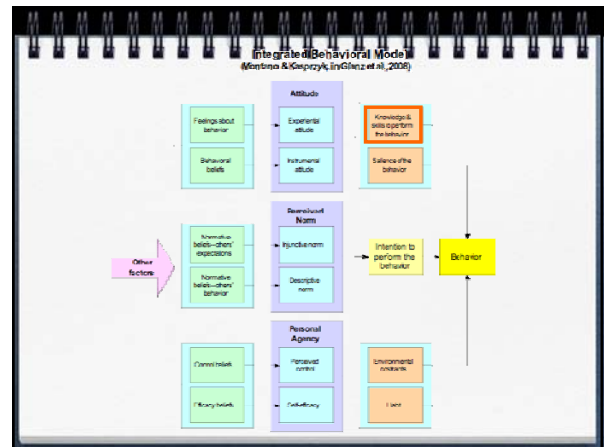 Integrated Behavioral Model
(Montano & Kasprzyk, in Glanz et al., 2008)
Attitude
Feelings about
behavior
Experiential
attitude
Knowledge &
skills to perform
the behavior
Behavioral
beliefs
Instrumental
attitude
Salience of the
behavior
Perceived
Norm
Normative
beliefs—others'
expectations
Injunctive norm
Other
factors
Intention to
perform the
behavior
Behavior
Normative
beliefs—others'
behavior
Descriptive
norm
Personal
Agency
Control beliefs
Perceived
control
Environmental
constraints
Efficacy beliefs
Self-efficacy
Habit